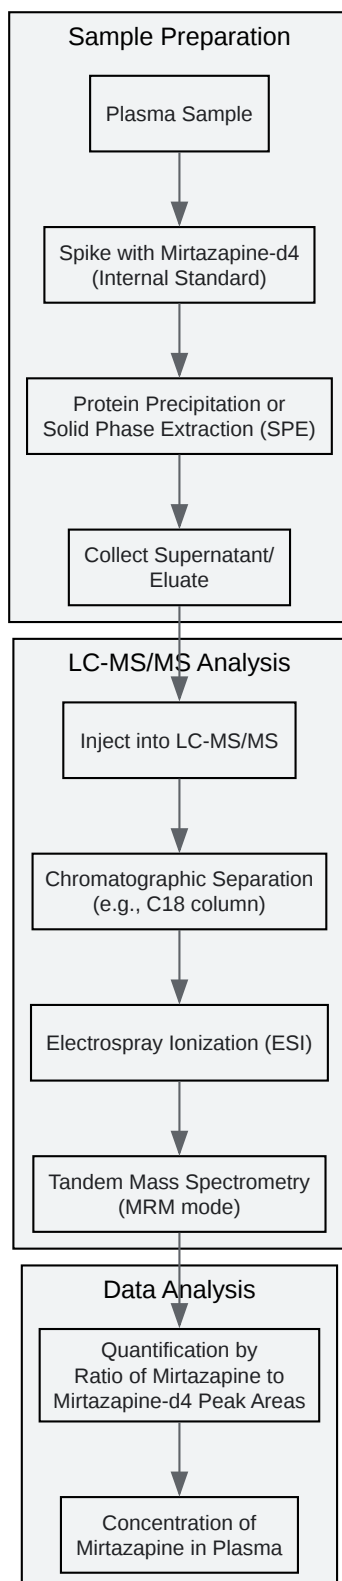 Sample Preparation
Plasma Sample
Spike with Mirtazapine-d4
(Internal Standard)
Protein Precipitation or
Solid Phase Extraction (SPE)
Collect Supernatant/
Eluate
LC-MS/MS Analysis
Inject into LC-MS/MS
Chromatographic Separation
(e.g., C18 column)
Electrospray Ionization (ESI)
Tandem Mass Spectrometry
(MRM mode)
Data Analysis
Quantification by
Ratio of Mirtazapine to
Mirtazapine-d4 Peak Areas
Concentration of
Mirtazapine in Plasma